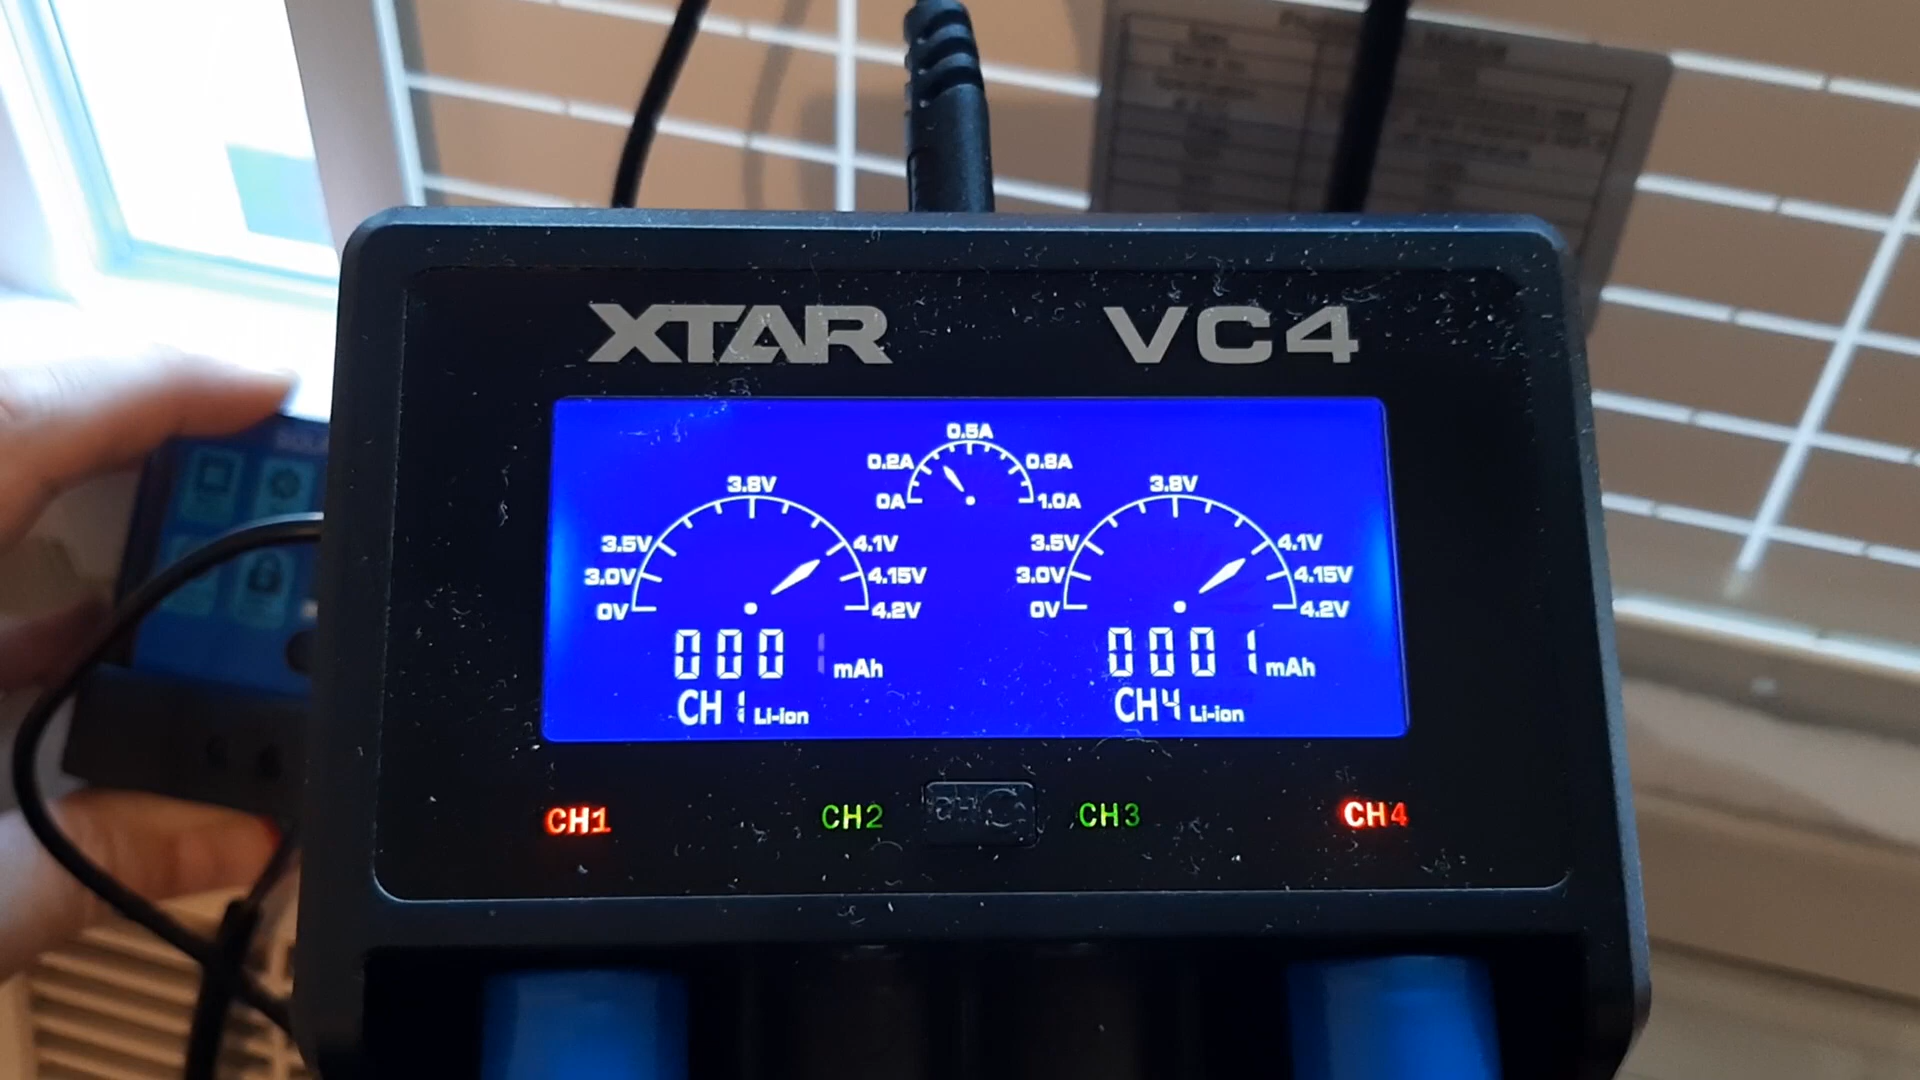 XTAR VC4
0.5A
0.2A 0.8A
0A 1.0A
3.8V 3.8V
3.5V 4.1V 3.5V 4.1V
3.0V 4.15V 3.0V 4.15V
0V 4.2V 0V 4.2V
0001 mAh 0001 mAh
CH1 Li-ion CH4 Li-ion
CH1 CH2 CH3 CH4